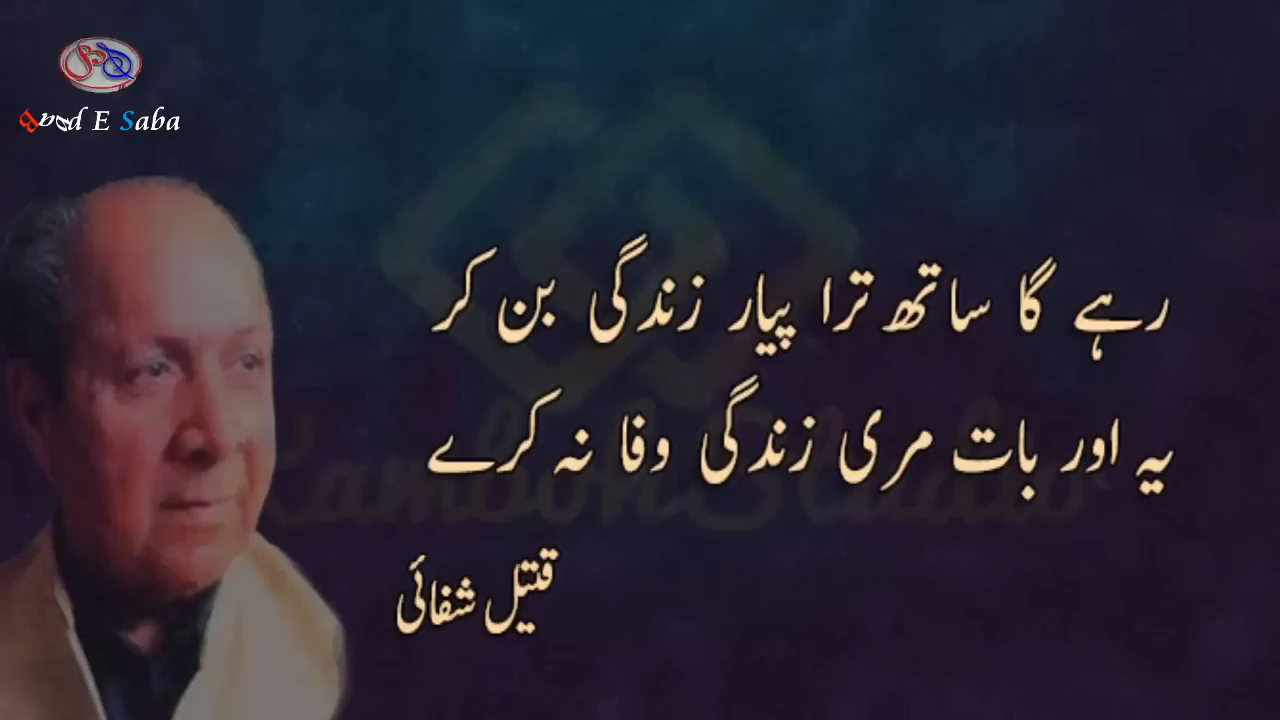 Baad E Saba
رہے گا ساتھ ترا پیار زندگی بن کر
یہ اور بات مری زندگی وفا نہ کرے
قتیل شفائی